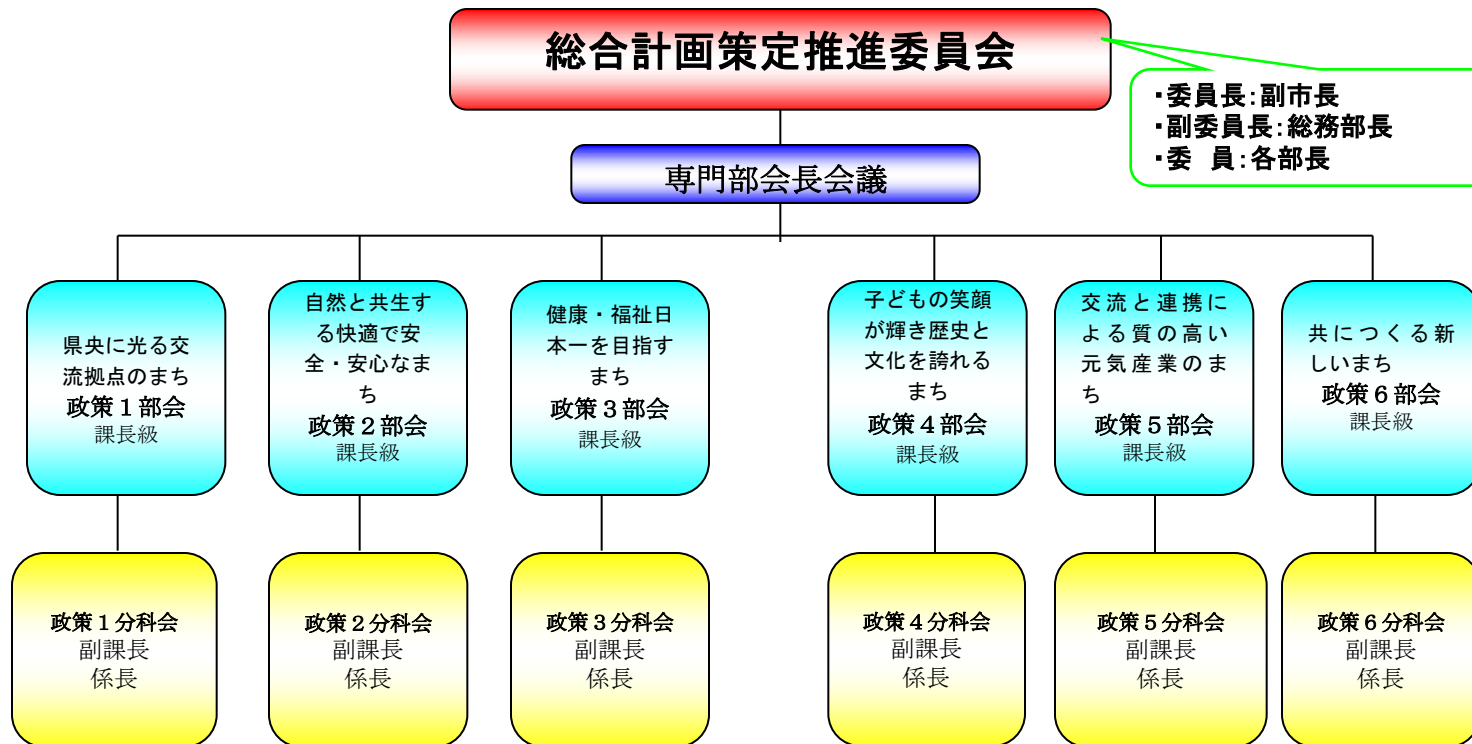 総合計画策定推進委員会
・委員長：副市長
・副委員長：総務部長
・委　員：各部長
専門部会長会議
県央に光る交
流拠点のまち
政策１部会
課長級
自然と共生す
る快適で安
全・安心なま
ち
政策２部会
課長級
健康・福祉日
本一を目指す
まち
政策３部会
課長級
子どもの笑顔
が輝き歴史と
文化を誇れる
まち
政策４部会
課長級
交流と連携に
よる質の高い
元気産業のま
ち
政策５部会
課長級
共につくる新
しいまち
政策６部会
課長級
政策１分科会
副課長
係長
政策２分科会
副課長
係長
政策３分科会
副課長
係長
政策４分科会
副課長
係長
政策５分科会
副課長
係長
政策６分科会
副課長
係長